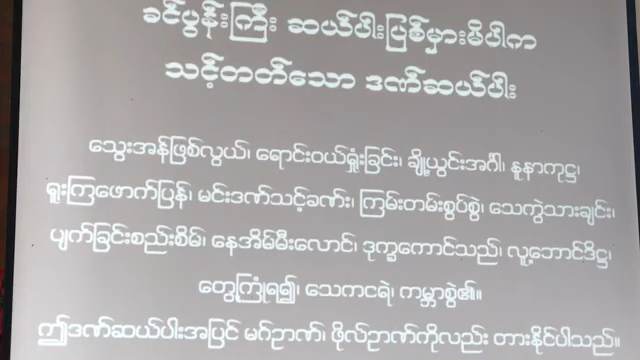 ခင်ပွန်းကြီး ဆယ်ပါးပြစ်မှားမိပါက
သင့်တတ်သော ဒဏ်ဆယ်ပါး
သွေးအန်ဖြစ်လွယ်၊ ရောင်းဝယ်ရှုံးခြင်း၊ ချို့ယွင်းအင်္ဂါ၊ နူနာကုဋ္ဌ၊
ရူးကြဖောက်ပြန်၊ မင်းဒဏ်သင့်ခဏ်း၊ ကြမ်းတမ်းစွပ်စွဲ၊ သေကွဲသားချင်း၊
ပျက်ခြင်းစည်းစိမ်၊ နေအိမ်မီးလောင်၊ ဒုက္ခကောင်သည်၊ လူ့ဘောင်ဒိဋ္ဌ၊
တွေ့ကြုံရ၍၊ သေကငရဲ၊ ကမ္ဘာစွဲ၏။
ဤဒဏ်ဆယ်ပါးအပြင် မဂ်ဉာဏ်၊ ဖိုလ်ဉာဏ်ကိုလည်း တားနိုင်ပါသည်။